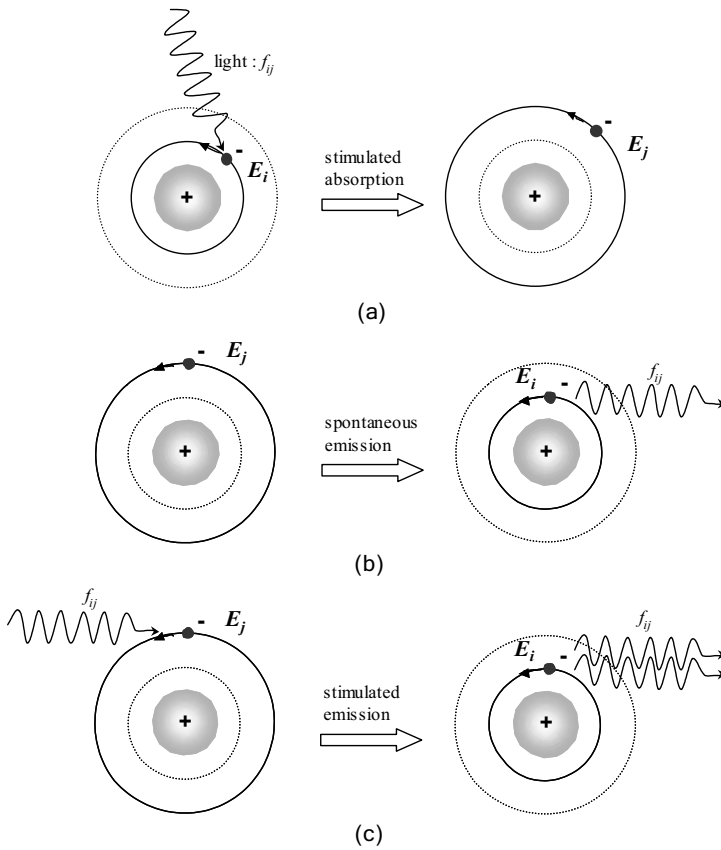 light : f_ij
-
E_i
+
stimulated
absorption
-
E_j
+
(a)
-
E_j
+
spontaneous
emission
E_i
-
f_ij
+
(b)
f_ij
-
E_j
+
stimulated
emission
f_ij
E_i
-
+
(c)